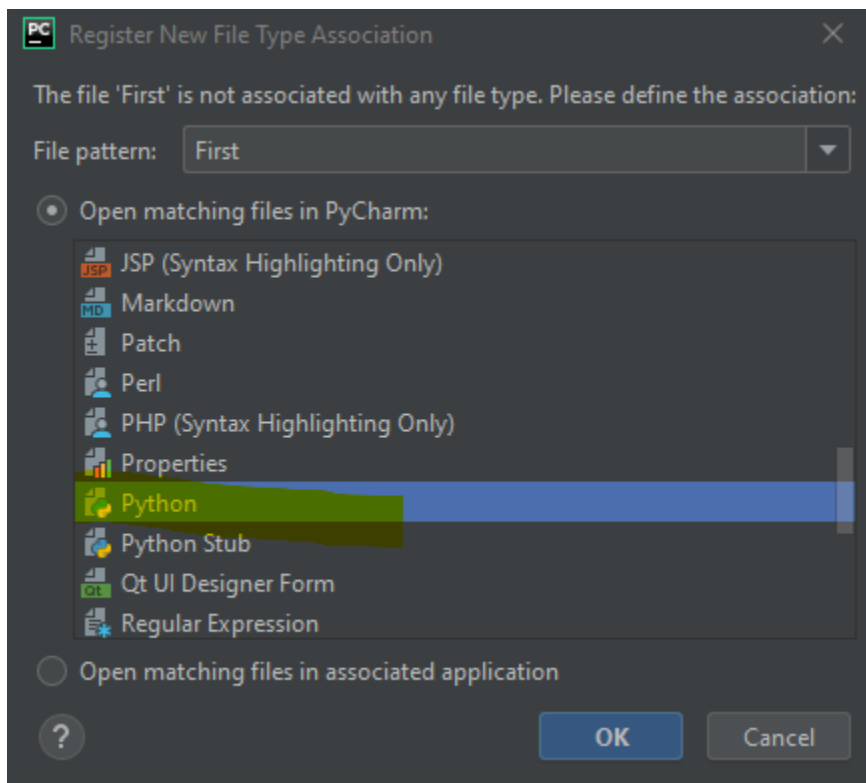 PC Register New File Type Association
The file 'First' is not associated with any file type. Please define the association:
File pattern: First
Open matching files in PyCharm:
JSP JSP (Syntax Highlighting Only)
MD Markdown
Patch
Perl
PHP (Syntax Highlighting Only)
Properties
Python
Python Stub
Qt Qt UI Designer Form
Regular Expression
Open matching files in associated application
? OK Cancel